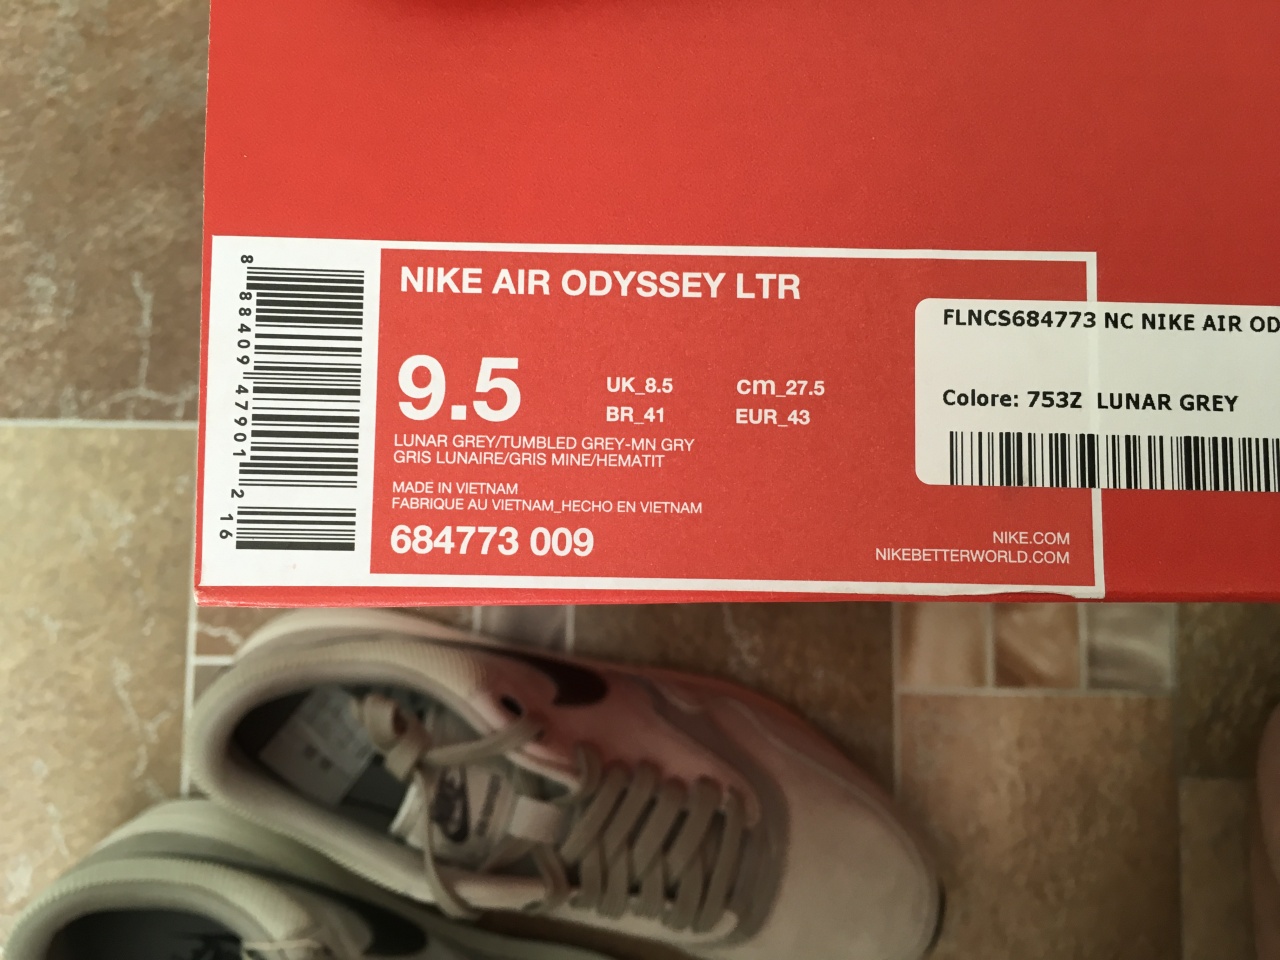 NIKE AIR ODYSSEY LTR
9.5
UK_8.5 cm_27.5
BR_41 EUR_43
LUNAR GREY/TUMBLED GREY-MN GRY
GRIS LUNAIRE/GRIS MINE/HEMATIT
MADE IN VIETNAM
FABRIQUE AU VIETNAM_HECHO EN VIETNAM
684773 009
NIKE.COM
NIKEBETTERWORLD.COM
8 88409 47901 2 16
FLNCS684773 NC NIKE AIR OD
Colore: 753Z LUNAR GREY